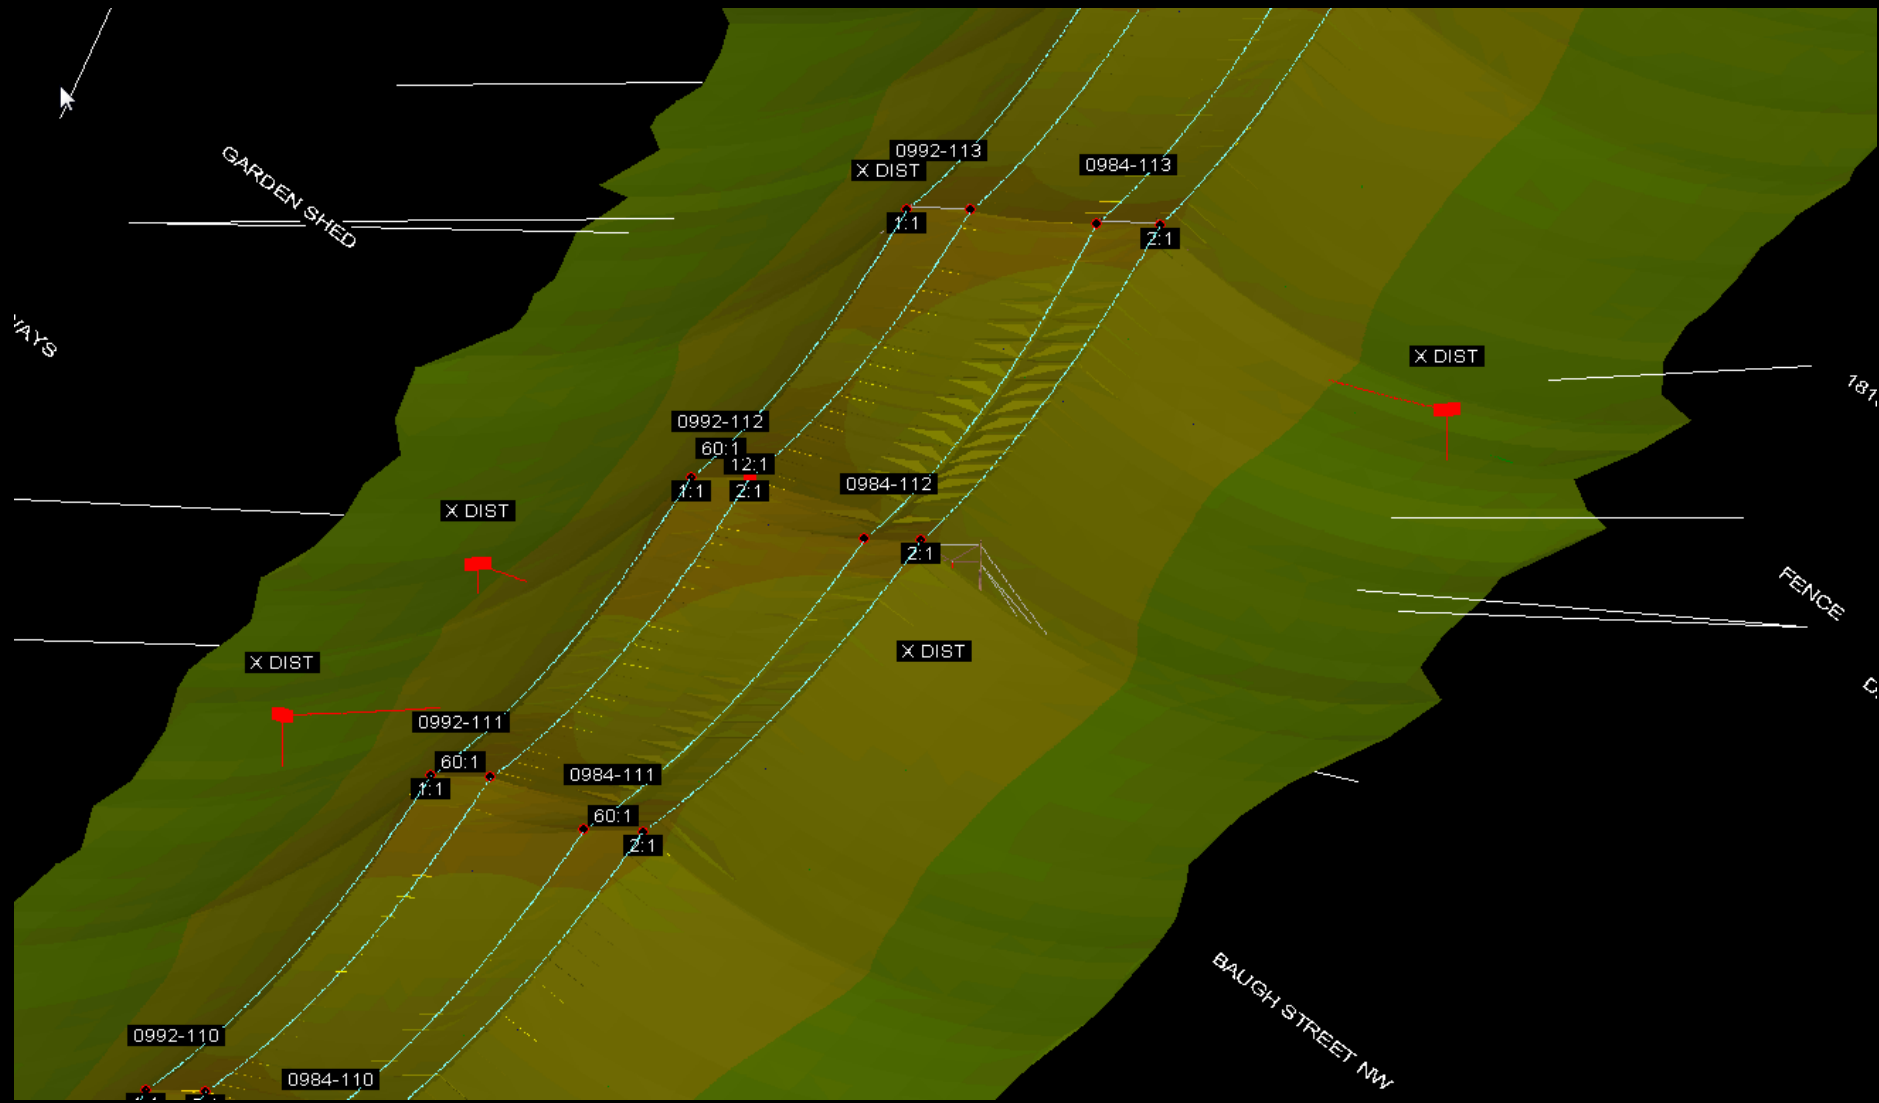 0992-113
X DIST
0984-113
GARDEN SHED
1:1
2:1
X DIST
0992-112
60:1
12:1
1:1
2:1
0984-112
X DIST
2:1
FENCE
X DIST
X DIST
0992-111
60:1
1:1
0984-111
60:1
2:1
BAUGH STREET NW
0992-110
0984-110